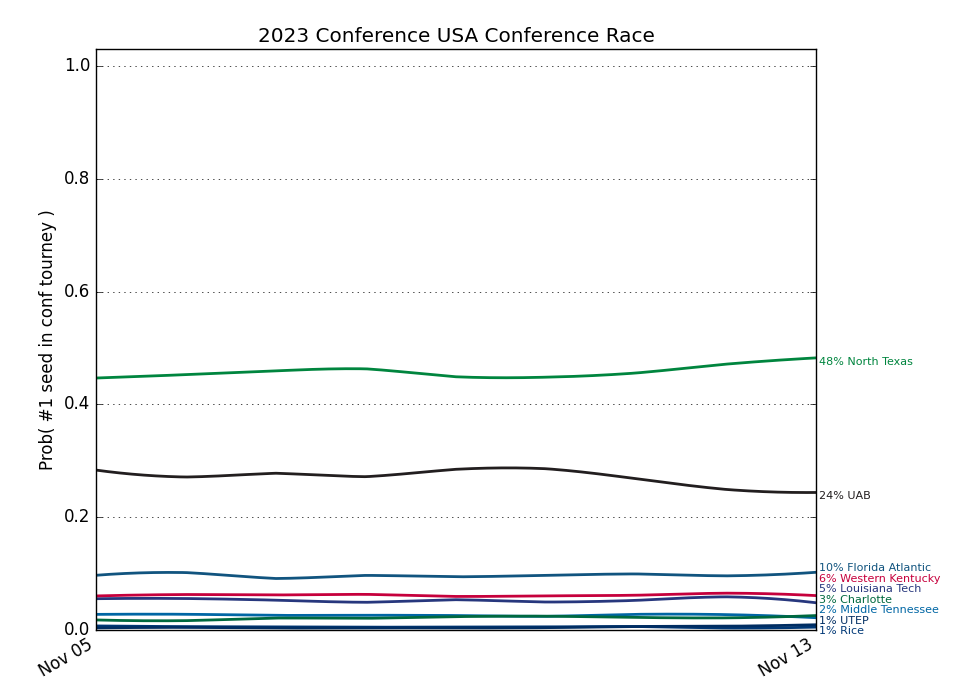 2023 Conference USA Conference Race
Prob( #1 seed in conf tourney )
1.0
0.8
0.6
0.4
0.2
0.0
48% North Texas
24% UAB
10% Florida Atlantic
6% Western Kentucky
5% Louisiana Tech
3% Charlotte
2% Middle Tennessee
1% UTEP
1% Rice
Nov 05
Nov 13